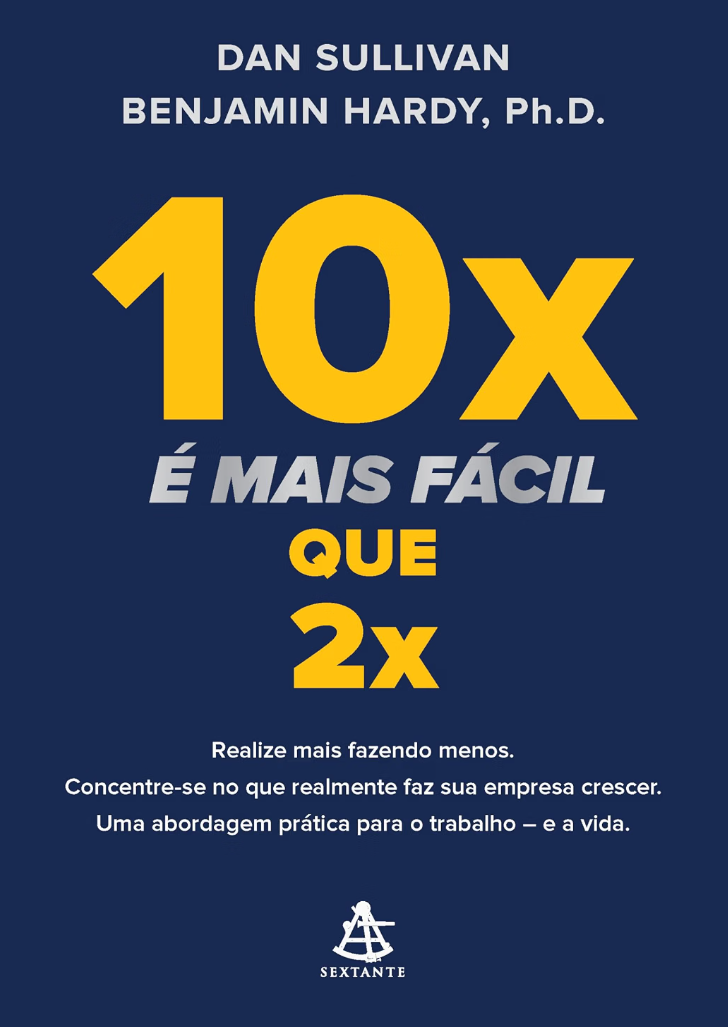 DAN SULLIVAN
BENJAMIN HARDY, Ph.D.
10x
É MAIS FÁCIL
QUE
2x
Realize mais fazendo menos.
Concentre-se no que realmente faz sua empresa crescer.
Uma abordagem prática para o trabalho – e a vida.
SEXTANTE